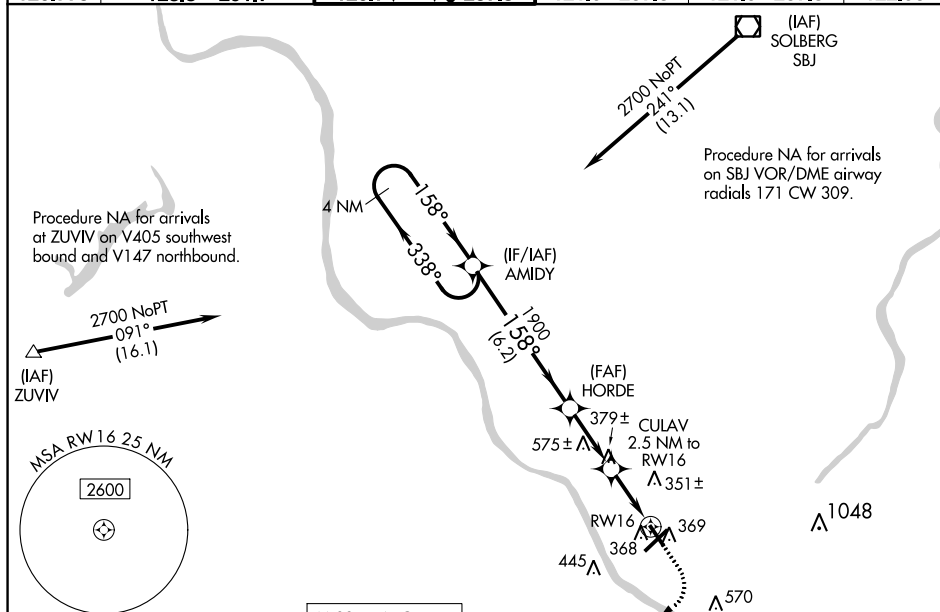 (IAF)
SOLBERG
SBJ
2700 NoPT
241°
(13.1)
Procedure NA for arrivals
on SBJ VOR/DME airway
radials 171 CW 309.
4 NM
158°
338°
(IF/IAF)
AMIDY
Procedure NA for arrivals
at ZUVIV on V405 southwest
bound and V147 northbound.
2700 NoPT
091°
(16.1)
(IAF)
ZUVIV
1900
158°
(6.2)
(FAF)
HORDE
379±
575±
CULAV
2.5 NM to
RW16
351±
MSA RW16 25 NM
2600
RW16
368
369
1048
445
570